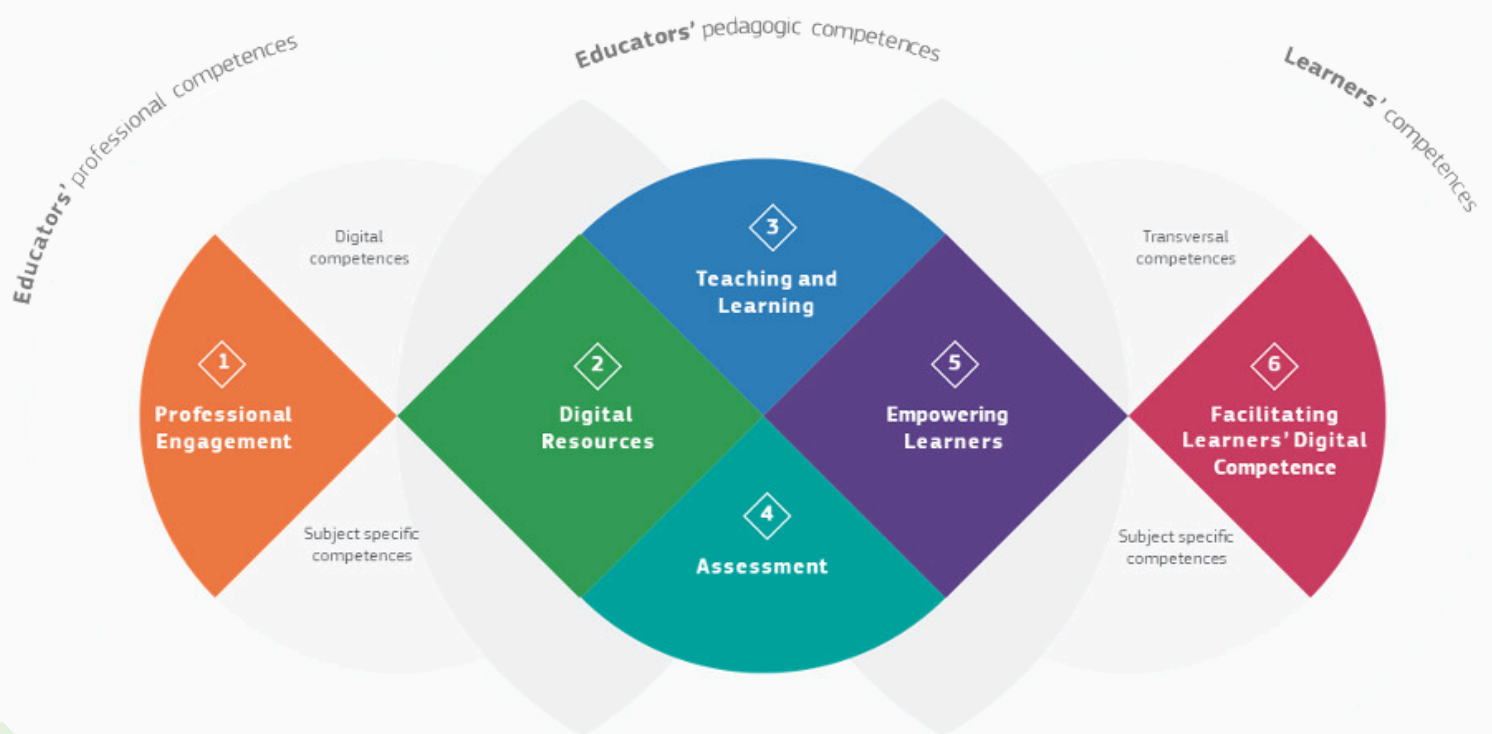 Educators' professional competences
Educators' pedagogic competences
Learners' competences
Digital
competences
Subject specific
competences
1
Professional
Engagement
2
Digital
Resources
3
Teaching and
Learning
4
Assessment
5
Empowering
Learners
Transversal
competences
Subject specific
competences
6
Facilitating
Learners' Digital
Competence